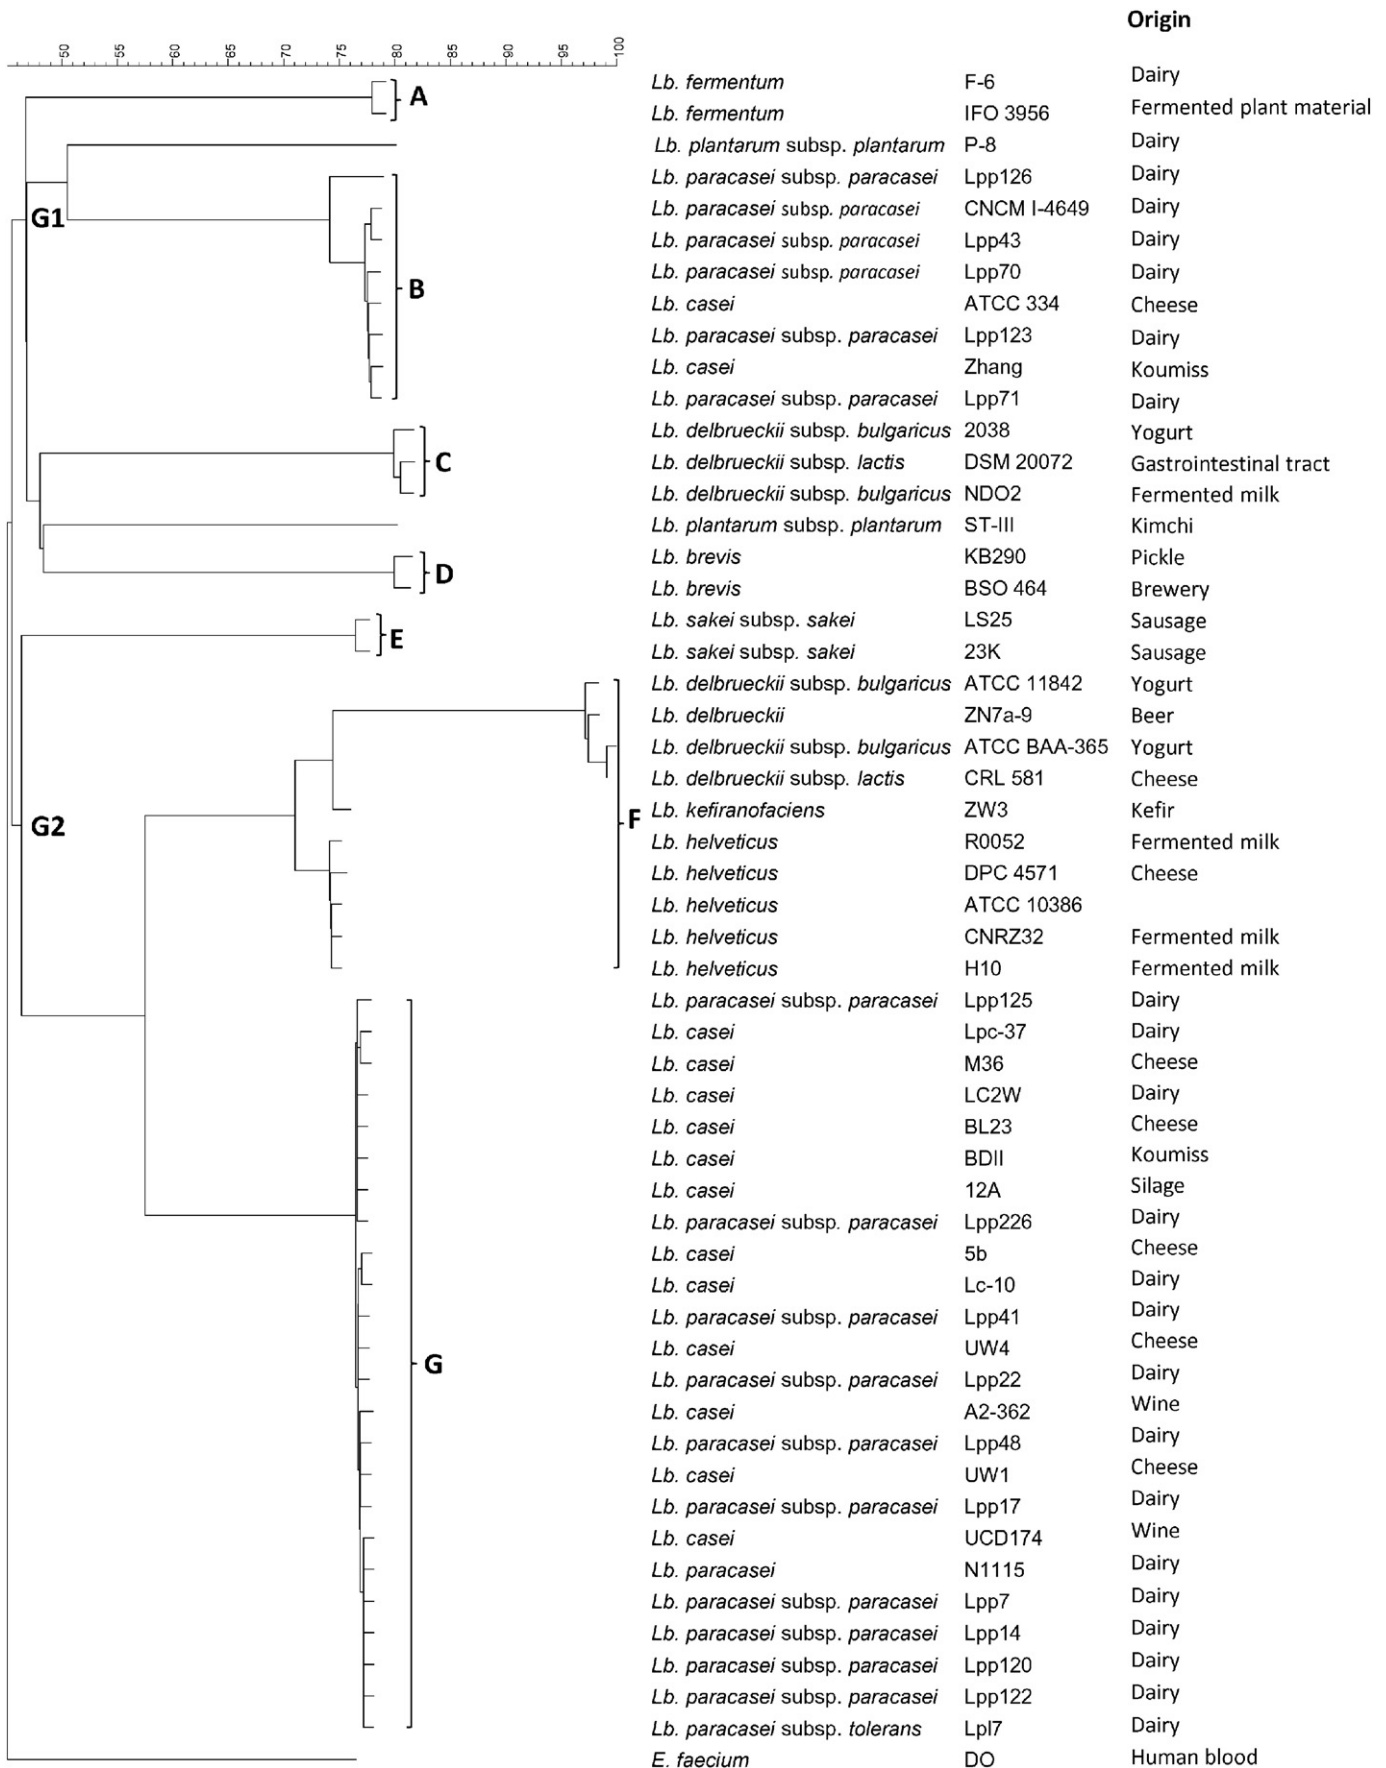 Origin
50 60 65 70 75 80 85 90 95 100
Lb. fermentum F-6 Dairy
A
Lb. fermentum IFO 3956 Fermented plant material
Lb. plantarum subsp. plantarum P-8 Dairy
Lb. paracasei subsp. paracasei Lpp126 Dairy
Lb. paracasei subsp. paracasei CNCM I-4649 Dairy
G1
Lb. paracasei subsp. paracasei Lpp43 Dairy
Lb. paracasei subsp. paracasei Lpp70 Dairy
B
Lb. casei ATCC 334 Cheese
Lb. paracasei subsp. paracasei Lpp123 Dairy
Lb. casei Zhang Koumiss
Lb. paracasei subsp. paracasei Lpp71 Dairy
Lb. delbrueckii subsp. bulgaricus 2038 Yogurt
C
Lb. delbrueckii subsp. lactis DSM 20072 Gastrointestinal tract
Lb. delbrueckii subsp. bulgaricus NDO2 Fermented milk
Lb. plantarum subsp. plantarum ST-III Kimchi
Lb. brevis KB290 Pickle
D
Lb. brevis BSO 464 Brewery
Lb. sakei subsp. sakei LS25 Sausage
E
Lb. sakei subsp. sakei 23K Sausage
Lb. delbrueckii subsp. bulgaricus ATCC 11842 Yogurt
Lb. delbrueckii ZN7a-9 Beer
Lb. delbrueckii subsp. bulgaricus ATCC BAA-365 Yogurt
Lb. delbrueckii subsp. lactis CRL 581 Cheese
Lb. kefiranofaciens ZW3 Kefir
F
G2
Lb. helveticus R0052 Fermented milk
Lb. helveticus DPC 4571 Cheese
Lb. helveticus ATCC 10386
Lb. helveticus CNRZ32 Fermented milk
Lb. helveticus H10 Fermented milk
Lb. paracasei subsp. paracasei Lpp125 Dairy
Lb. casei Lpc-37 Dairy
Lb. casei M36 Cheese
Lb. casei LC2W Dairy
Lb. casei BL23 Cheese
Lb. casei BDII Koumiss
Lb. casei 12A Silage
Lb. paracasei subsp. paracasei Lpp226 Dairy
Lb. casei 5b Cheese
Lb. casei Lc-10 Dairy
Lb. paracasei subsp. paracasei Lpp41 Dairy
Lb. casei UW4 Cheese
G
Lb. paracasei subsp. paracasei Lpp22 Dairy
Lb. casei A2-362 Wine
Lb. paracasei subsp. paracasei Lpp48 Dairy
Lb. casei UW1 Cheese
Lb. paracasei subsp. paracasei Lpp17 Dairy
Lb. casei UCD174 Wine
Lb. paracasei N1115 Dairy
Lb. paracasei subsp. paracasei Lpp7 Dairy
Lb. paracasei subsp. paracasei Lpp14 Dairy
Lb. paracasei subsp. paracasei Lpp120 Dairy
Lb. paracasei subsp. paracasei Lpp122 Dairy
Lb. paracasei subsp. tolerans Lpl7 Dairy
E. faecium DO Human blood